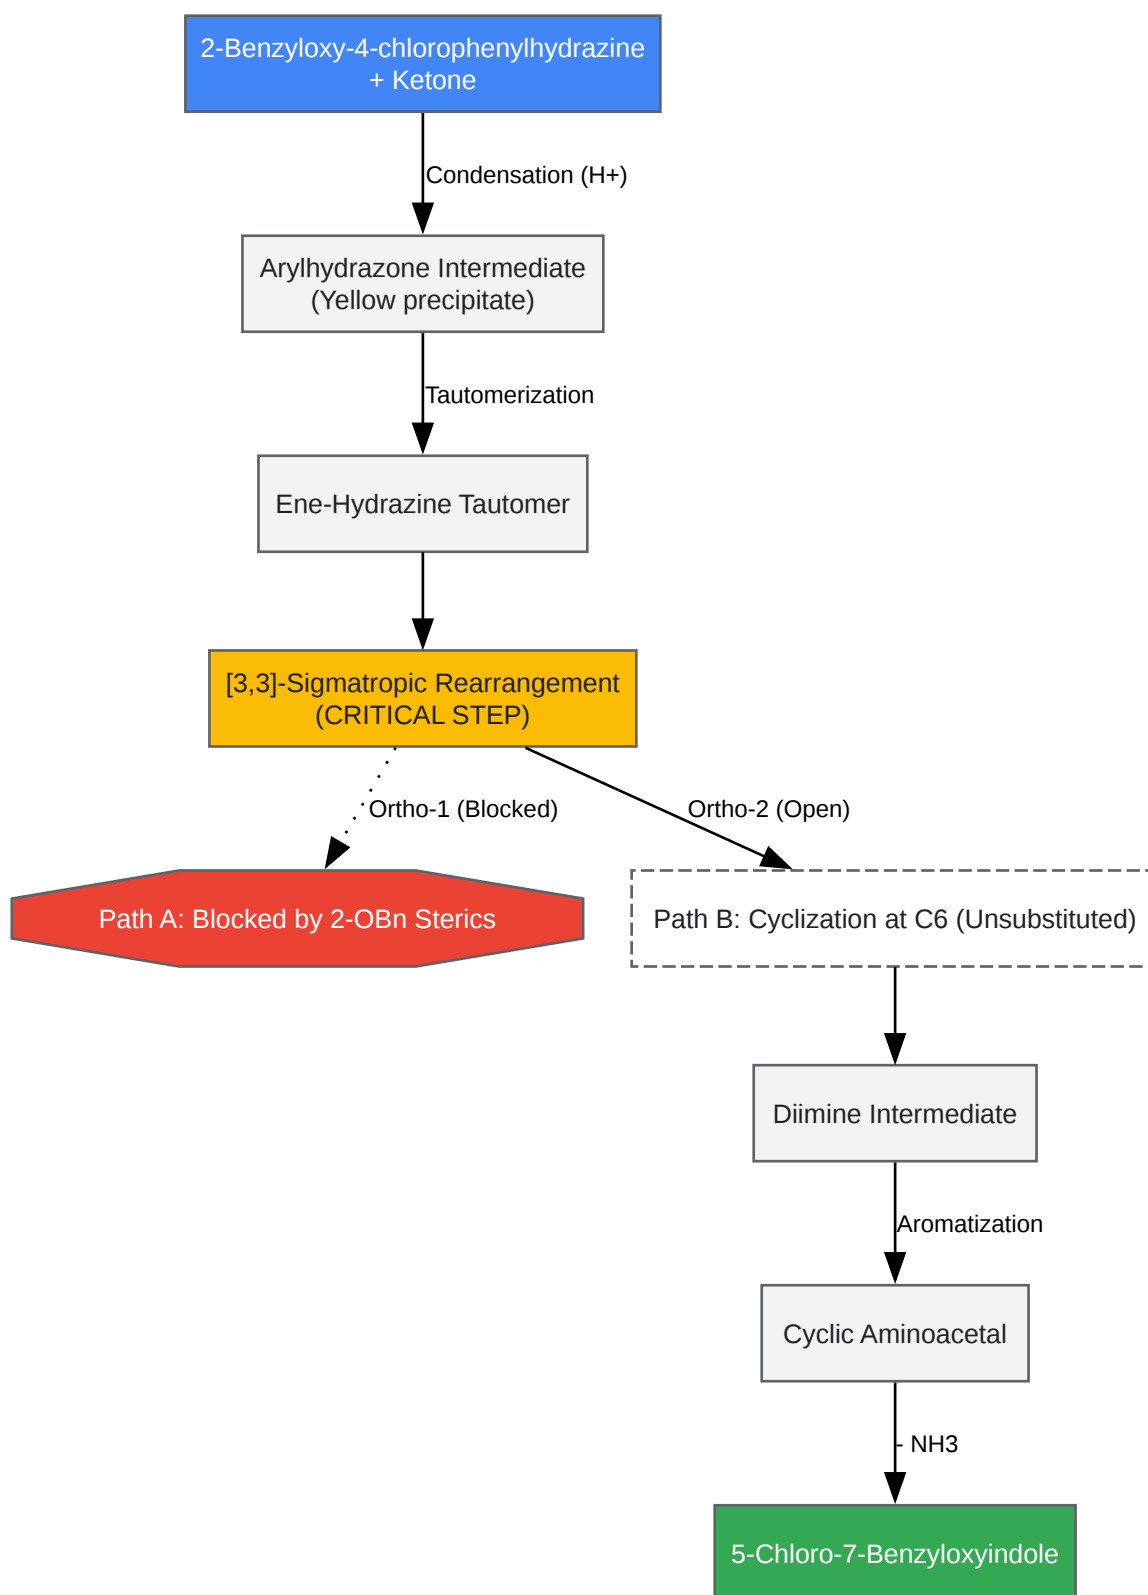 2-Benzyloxy-4-chlorophenylhydrazine
+ Ketone
Condensation (H+)
Arylhydrazone Intermediate
(Yellow precipitate)
Tautomerization
Ene-Hydrazine Tautomer
[3,3]-Sigmatropic Rearrangement
(CRITICAL STEP)
Ortho-1 (Blocked)
Ortho-2 (Open)
Path A: Blocked by 2-OBn Sterics
Path B: Cyclization at C6 (Unsubstituted)
Diimine Intermediate
Aromatization
Cyclic Aminoacetal
- NH3
5-Chloro-7-Benzyloxyindole